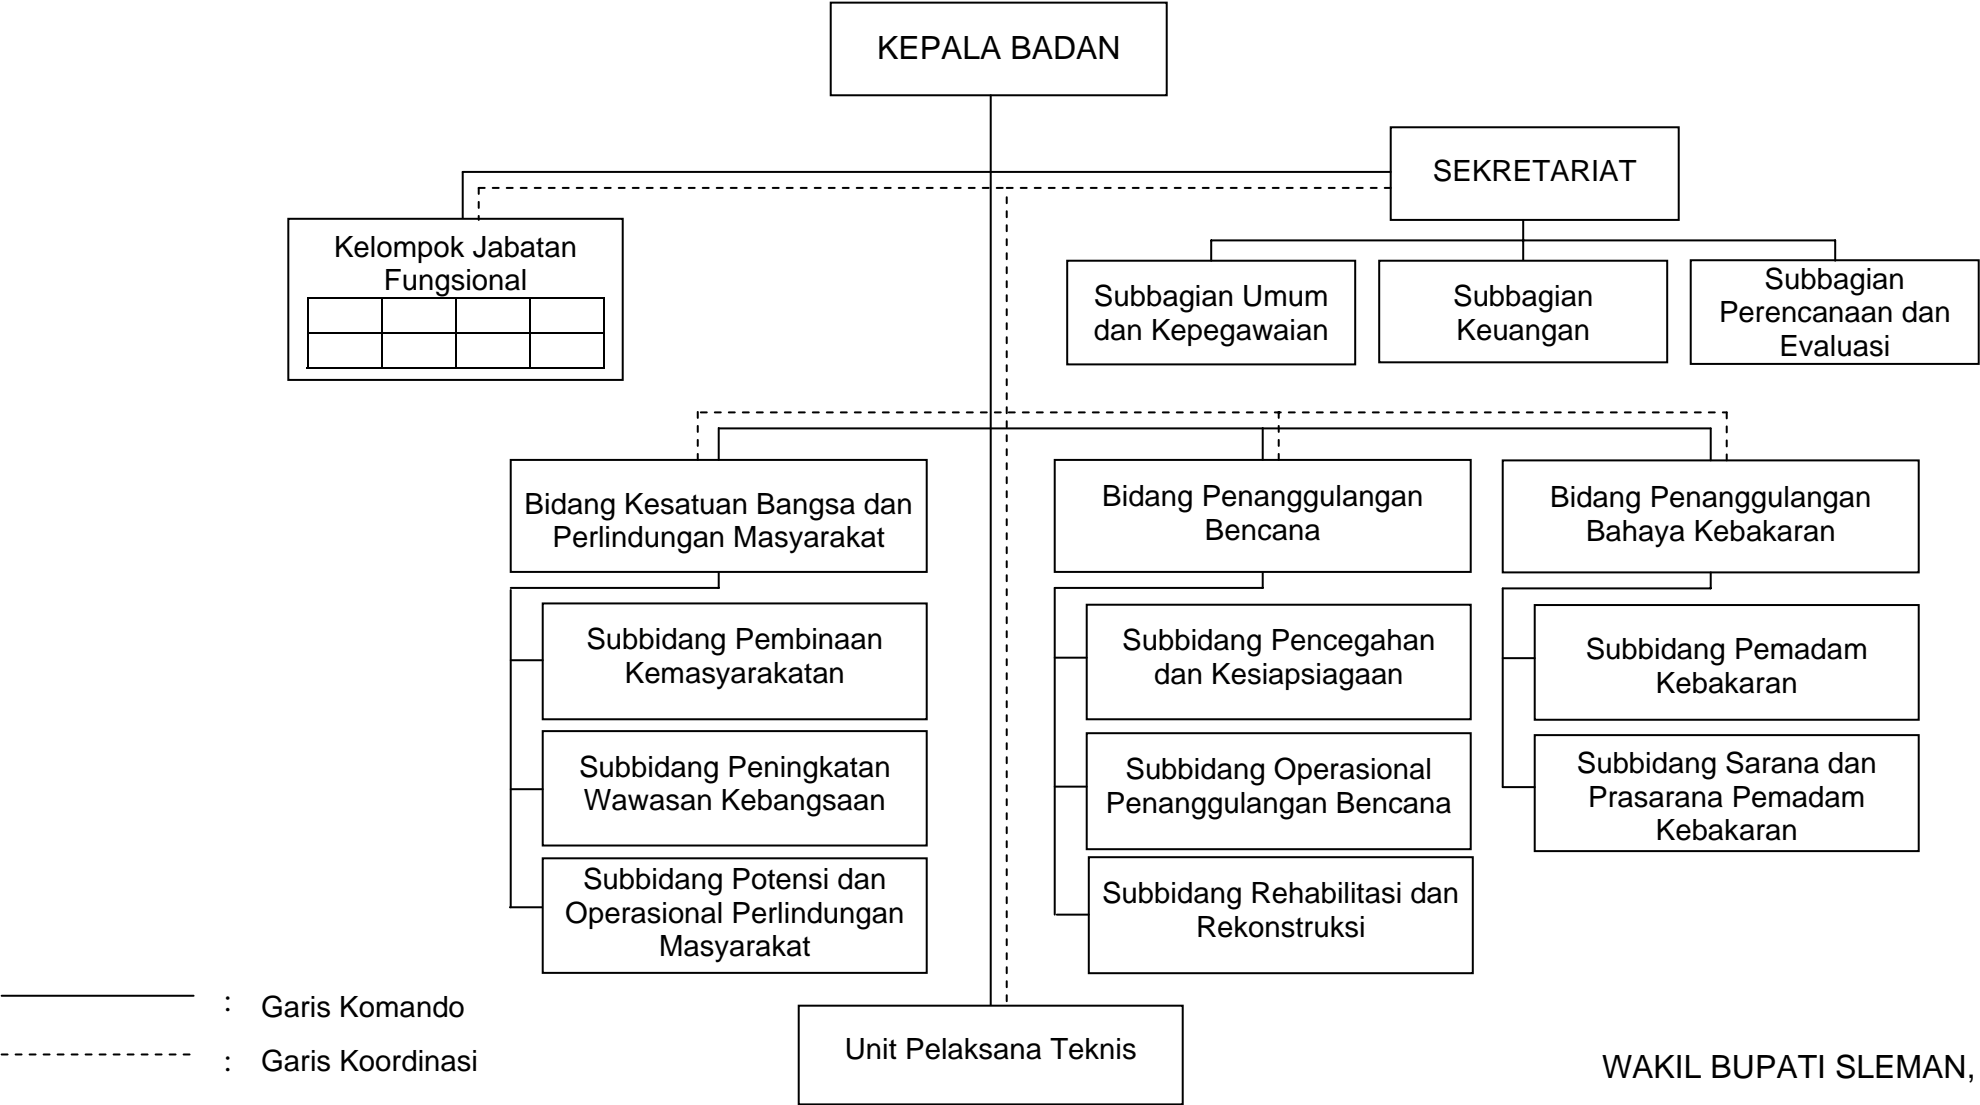 KEPALA BADAN
SEKRETARIAT
Kelompok Jabatan
Fungsional
Subbagian Umum
dan Kepegawaian
Subbagian
Keuangan
Subbagian
Perencanaan dan
Evaluasi
Bidang Kesatuan Bangsa dan
Perlindungan Masyarakat
Bidang Penanggulangan
Bencana
Bidang Penanggulangan
Bahaya Kebakaran
Subbidang Pembinaan
Kemasyarakatan
Subbidang Pencegahan
dan Kesiapsiagaan
Subbidang Pemadam
Kebakaran
Subbidang Peningkatan
Wawasan Kebangsaan
Subbidang Operasional
Penanggulangan Bencana
Subbidang Sarana dan
Prasarana Pemadam
Kebakaran
Subbidang Potensi dan
Operasional Perlindungan
Masyarakat
Subbidang Rehabilitasi dan
Rekonstruksi
: Garis Komando
: Garis Koordinasi
Unit Pelaksana Teknis
WAKIL BUPATI SLEMAN,